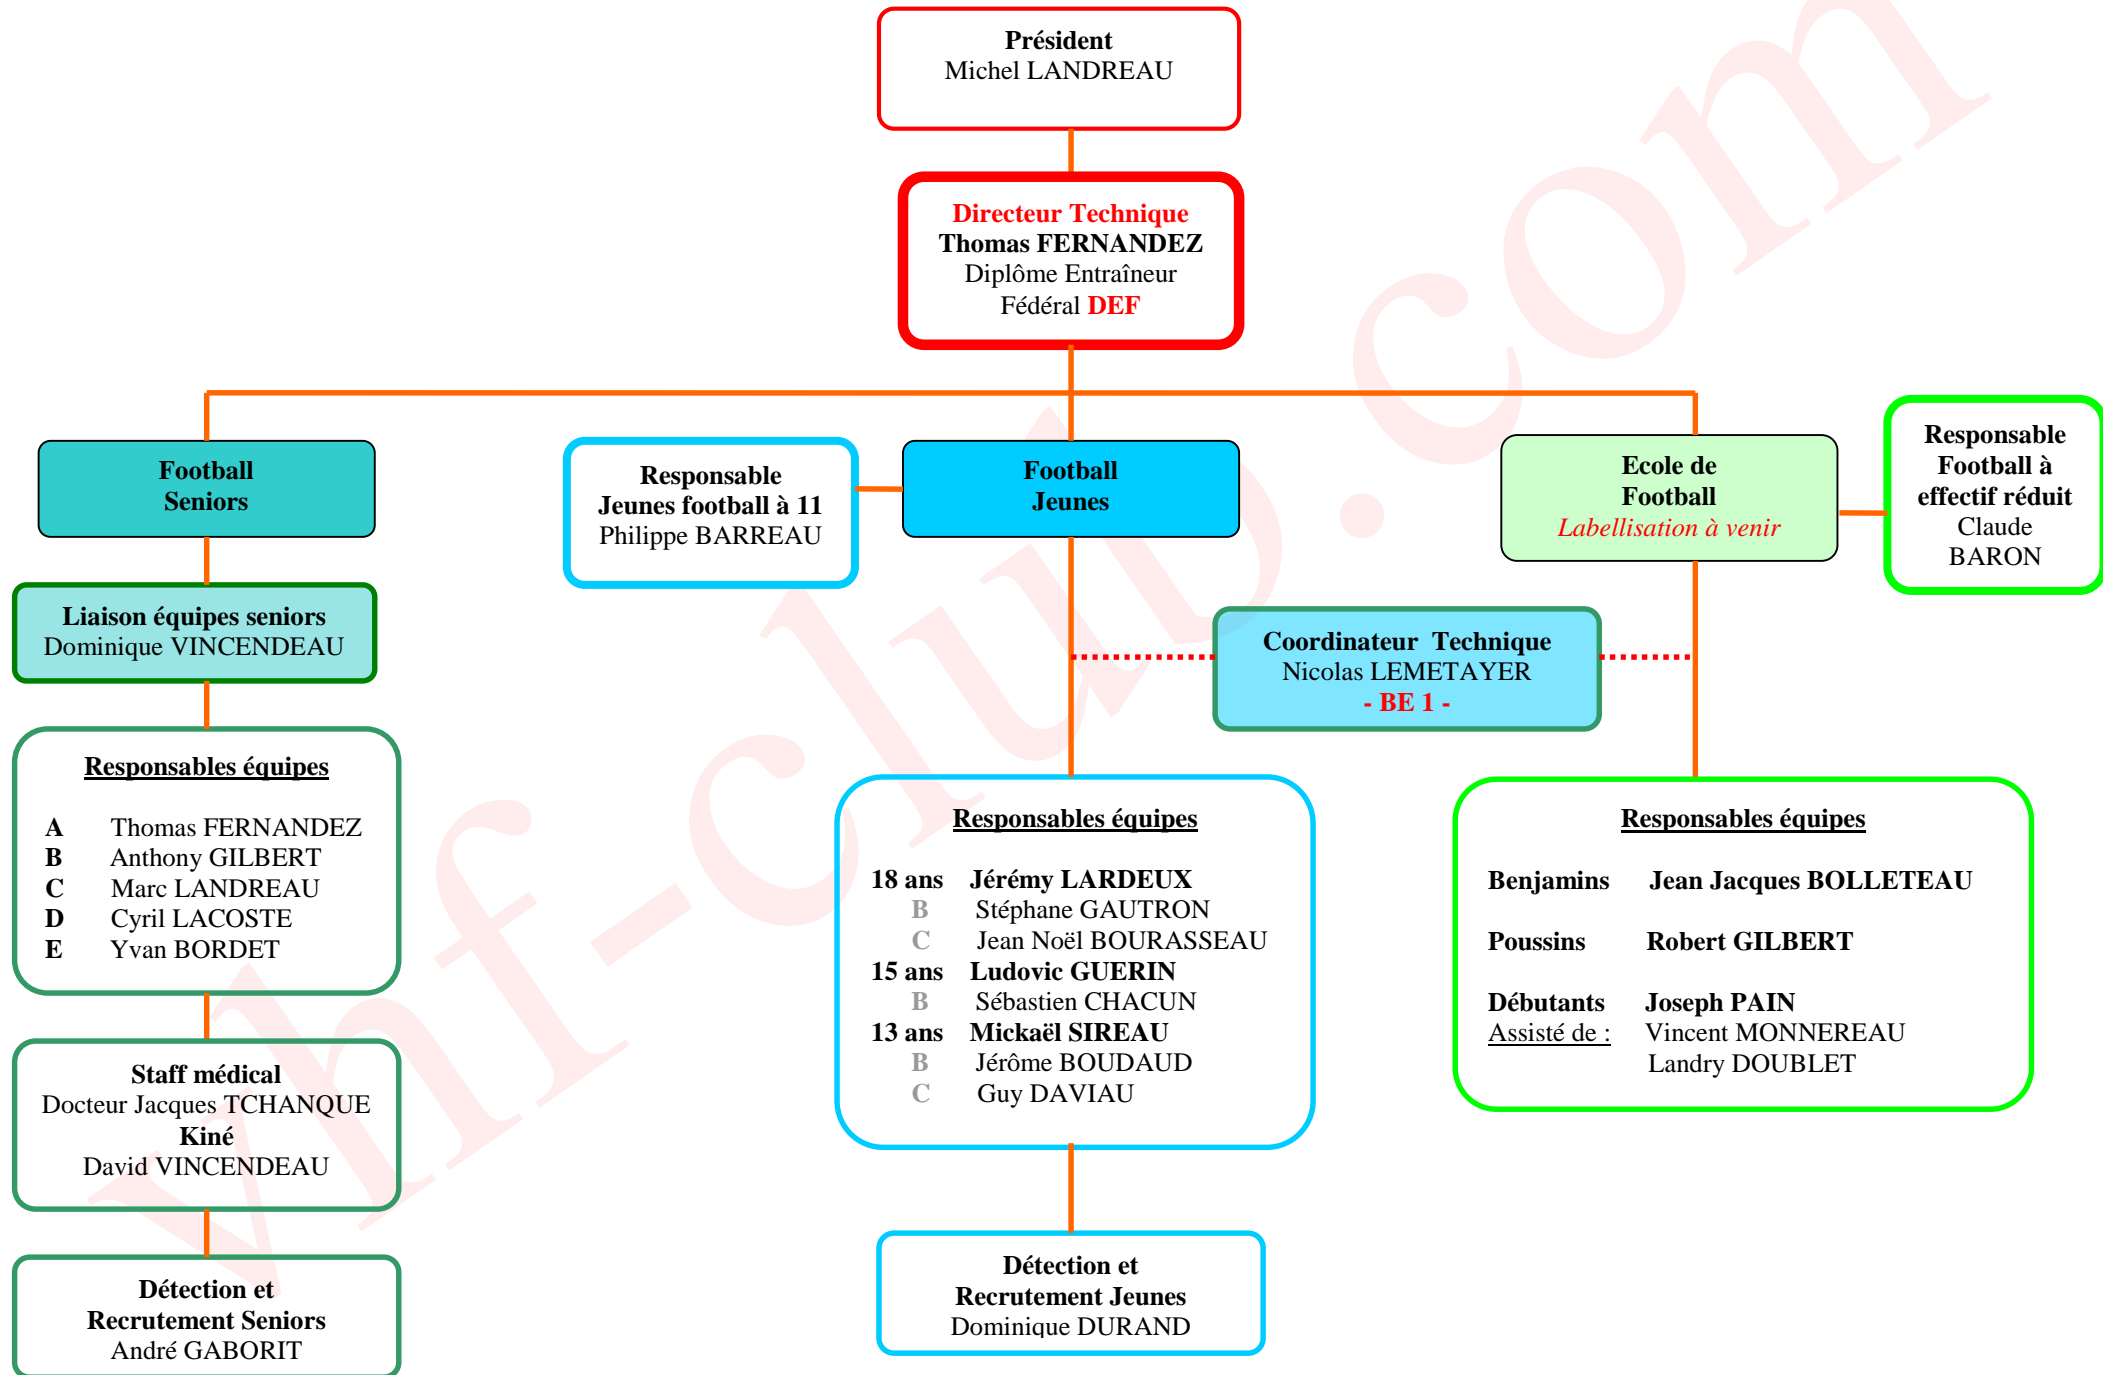 Président
Michel LANDREAU
Directeur Technique
Thomas FERNANDEZ
Diplôme Entraîneur
Fédéral DEF
Football
Seniors
Responsable
Jeunes football à 11
Philippe BARREAU
Football
Jeunes
Ecole de
Football
Labellisation à venir
Responsable
Football à
effectif réduit
Claude
BARON
Liaison équipes seniors
Dominique VINCENDEAU
Coordinateur Technique
Nicolas LEMETAYER
- BE 1 -
Responsables équipes
A Thomas FERNANDEZ
B Anthony GILBERT
C Marc LANDREAU
D Cyril LACOSTE
E Yvan BORDET
Responsables équipes
18 ans Jérémy LARDEUX
B Stéphane GAUTRON
C Jean Noël BOURASSEAU
15 ans Ludovic GUERIN
B Sébastien CHACUN
13 ans Mickaël SIREAU
B Jérôme BOUDAUD
C Guy DAVIAU
Responsables équipes
Benjamins Jean Jacques BOLLETEAU
Poussins Robert GILBERT
Débutants Joseph PAIN
Assisté de : Vincent MONNEREAU
Landry DOUBLET
Staff médical
Docteur Jacques TCHANQUE
Kiné
David VINCENDEAU
Détection et
Recrutement Seniors
André GABORIT
Détection et
Recrutement Jeunes
Dominique DURAND
vhf-club.com